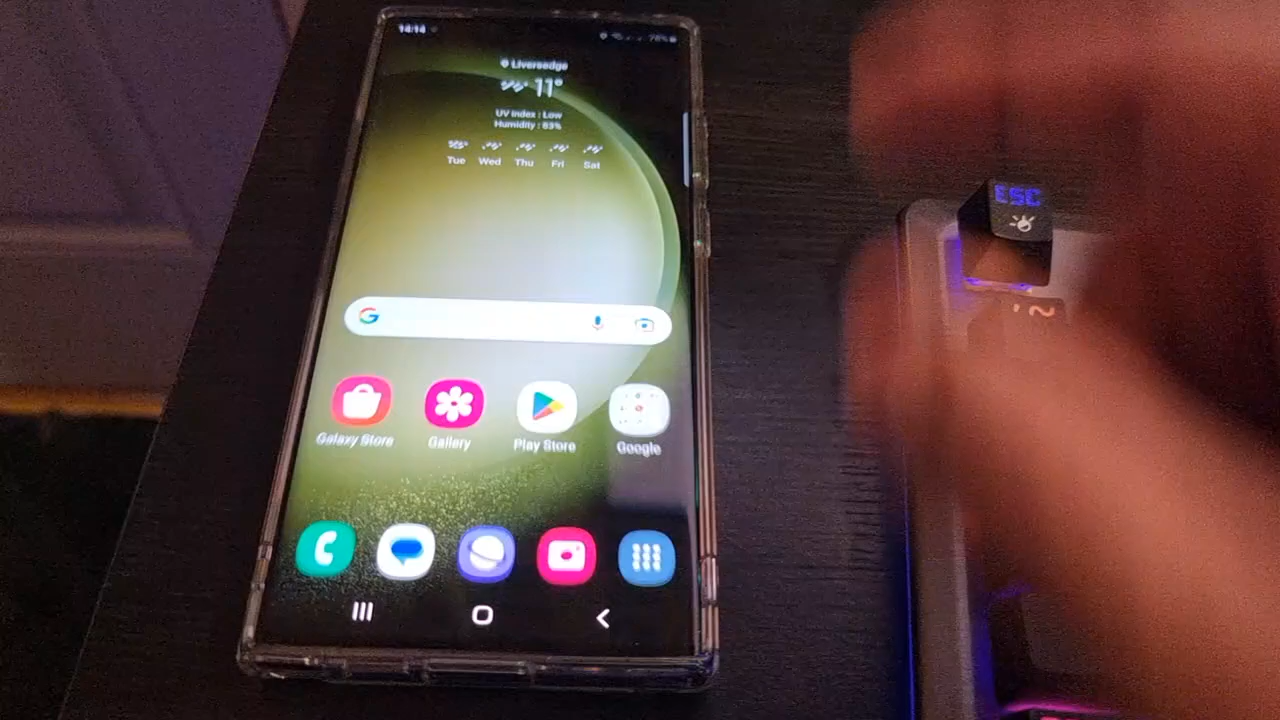 14:14
76%
Liversedge
11°
UV index : Low
Humidity : 83%
Tue Wed Thu Fri Sat
G
Galaxy Store Gallery Play Store Google
ESC
' ~